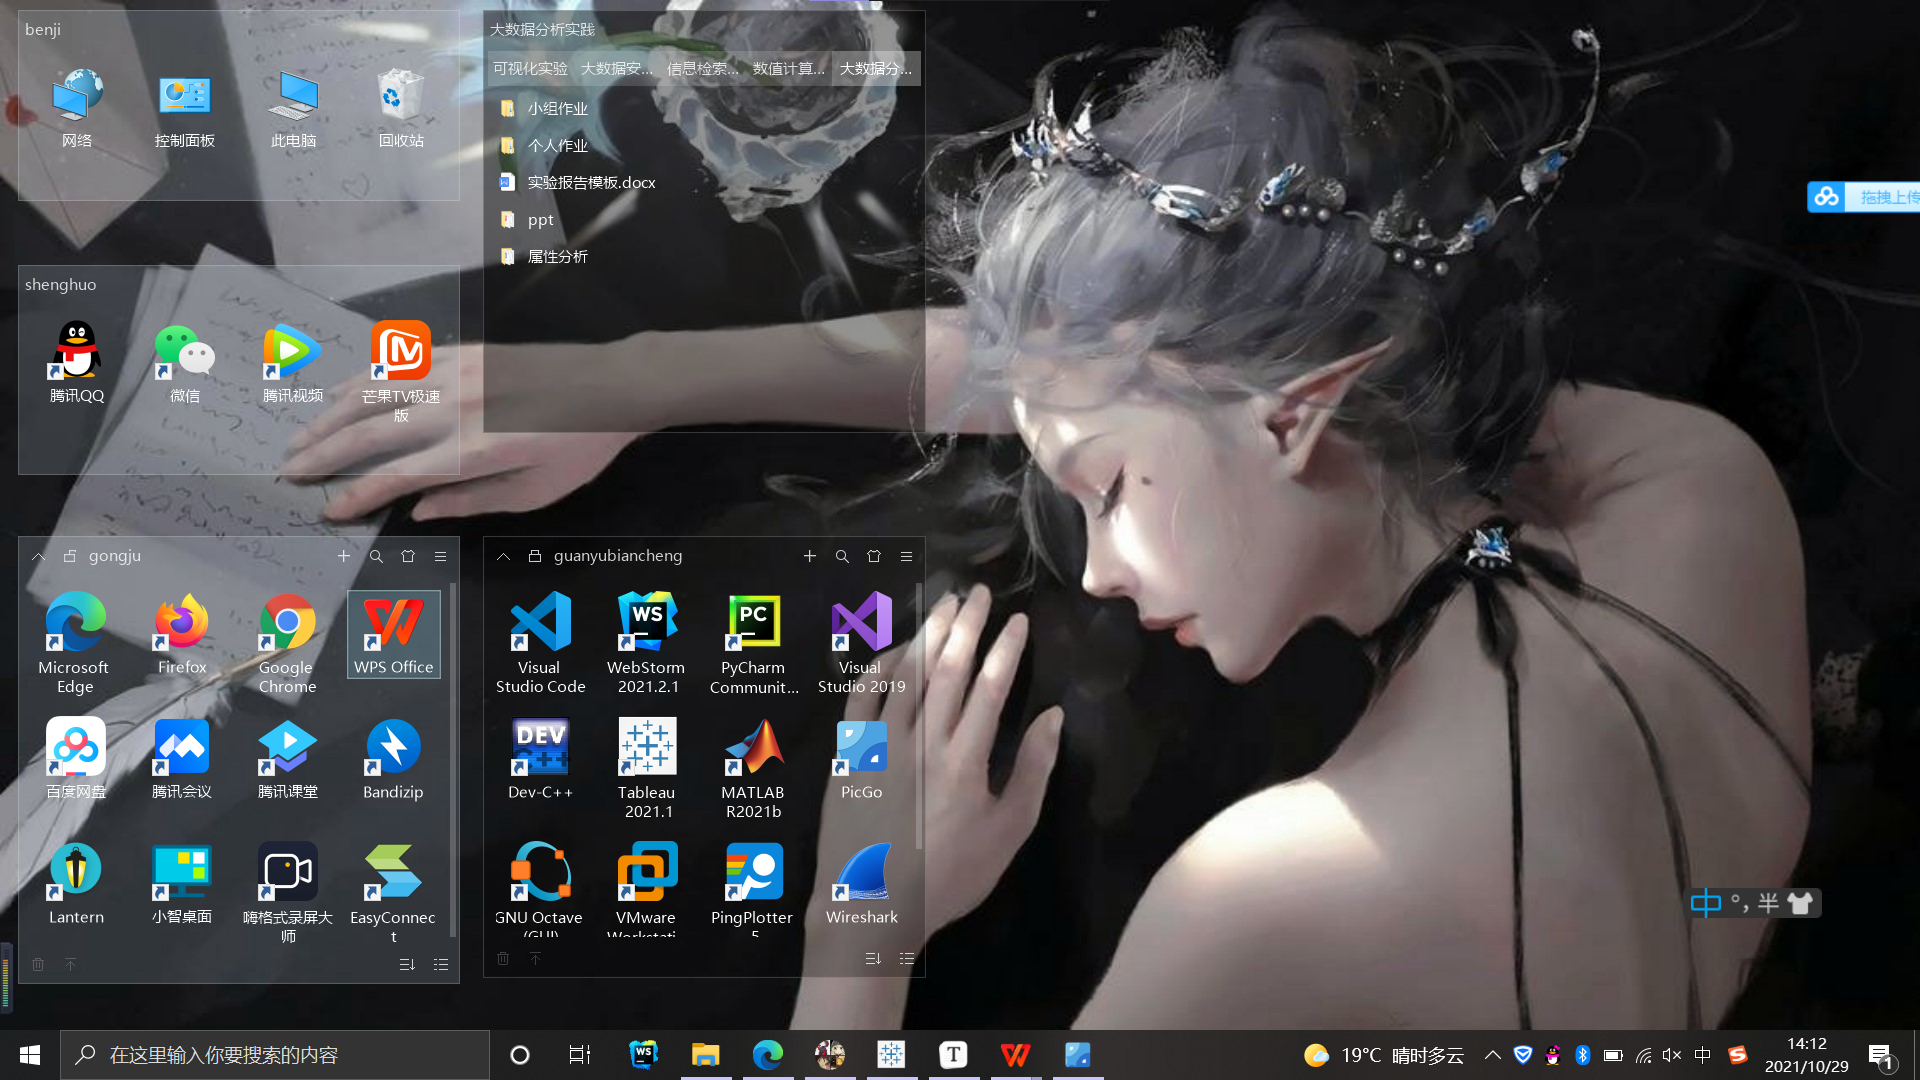 benji
网络
控制面板
此电脑
回收站
大数据分析实践
可视化实验 大数据安... 信息检索... 数值计算... 大数据分...
小组作业
个人作业
实验报告模板.docx
ppt
属性分析
拖拽上传
shenghuo
腾讯QQ
微信
腾讯视频
芒果TV极速
版
gongju
Microsoft
Edge
Firefox
Google
Chrome
WPS Office
百度网盘
腾讯会议
腾讯课堂
Bandizip
Lantern
小智桌面
嗨格式录屏大
师
EasyConnec
t
guanyubiancheng
Visual
Studio Code
WS
WebStorm
2021.2.1
PC
PyCharm
Communit...
Visual
Studio 2019
DEV
C++
Dev-C++
Tableau
2021.1
MATLAB
R2021b
PicGo
GNU Octave
(GUI)
VMware
Workstati
PingPlotter
5
Wireshark
中 °, 半
在这里输入你要搜索的内容
WS
T
19°C 晴时多云
中
S
14:12
2021/10/29
1